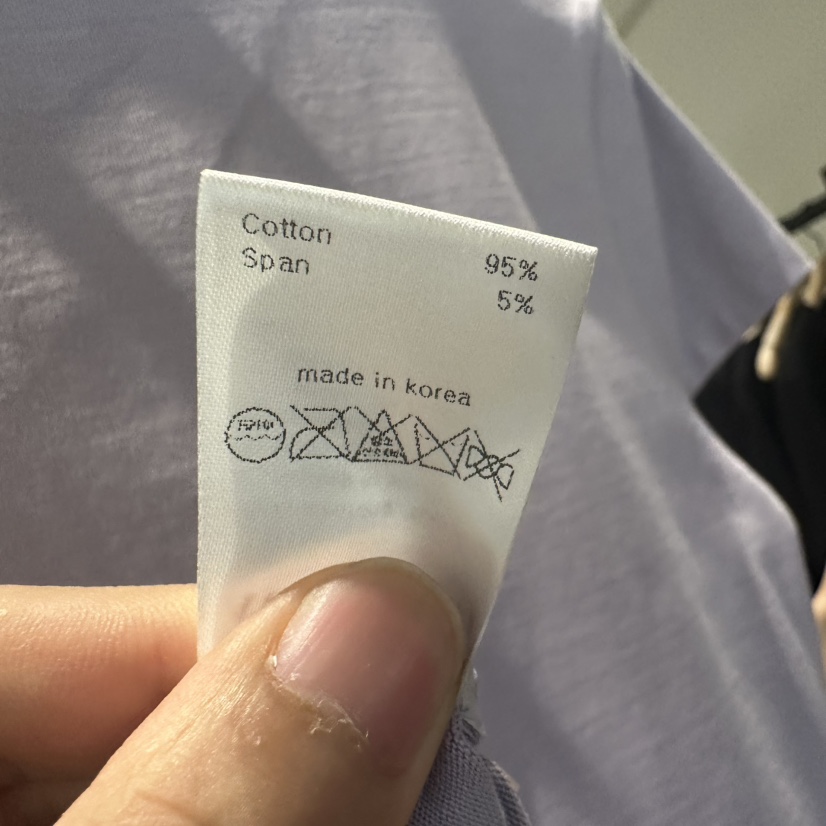 Cotton 95%
Span 5%
made in korea